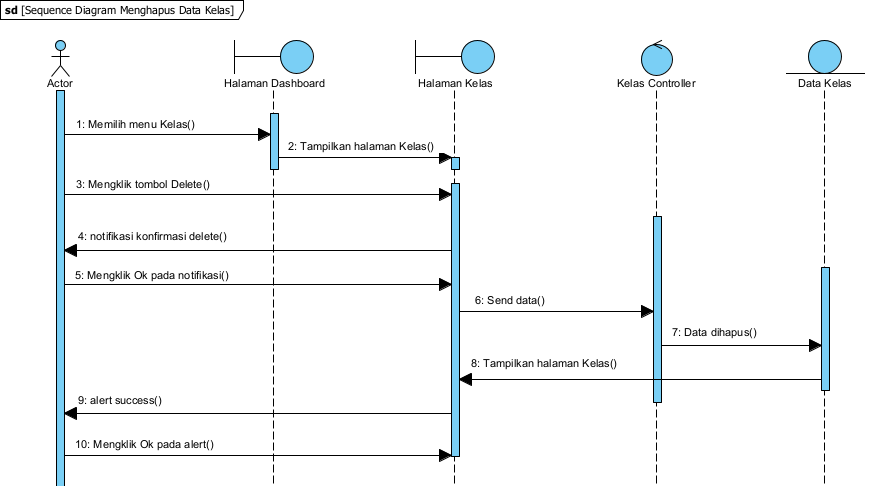 sd [Sequence Diagram Menghapus Data Kelas]
Actor
Halaman Dashboard
Halaman Kelas
Kelas Controller
Data Kelas
1: Memilih menu Kelas()
2: Tampilkan halaman Kelas()
3: Mengklik tombol Delete()
4: notifikasi konfirmasi delete()
5: Mengklik Ok pada notifikasi()
6: Send data()
7: Data dihapus()
8: Tampilkan halaman Kelas()
9: alert success()
10: Mengklik Ok pada alert()